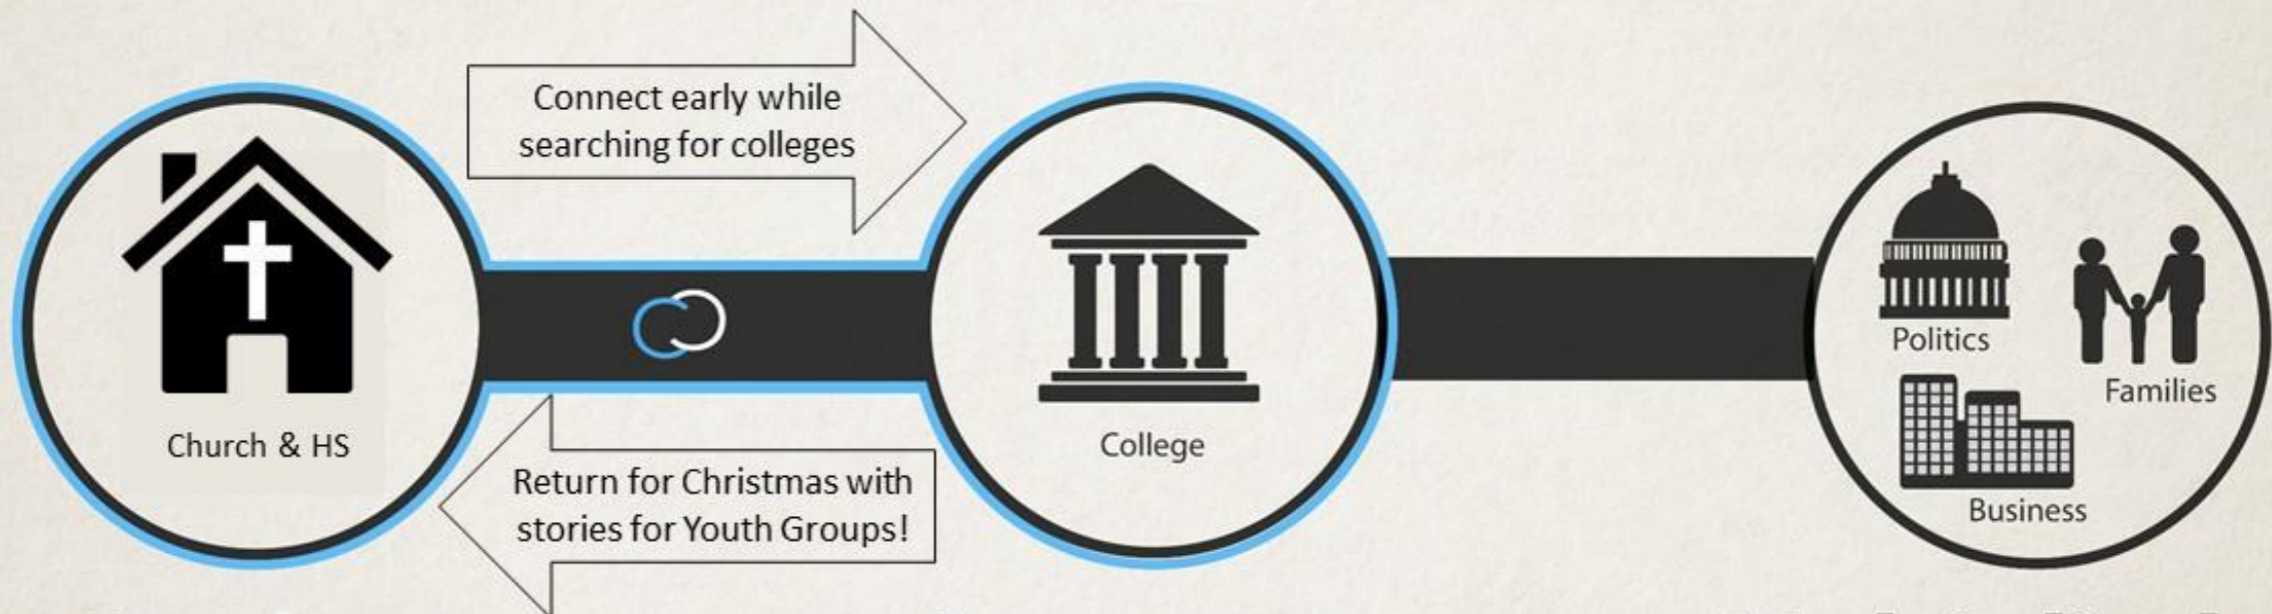 Connect early while
searching for colleges
Church & HS
Return for Christmas with
stories for Youth Groups!
College
Politics
Families
Business